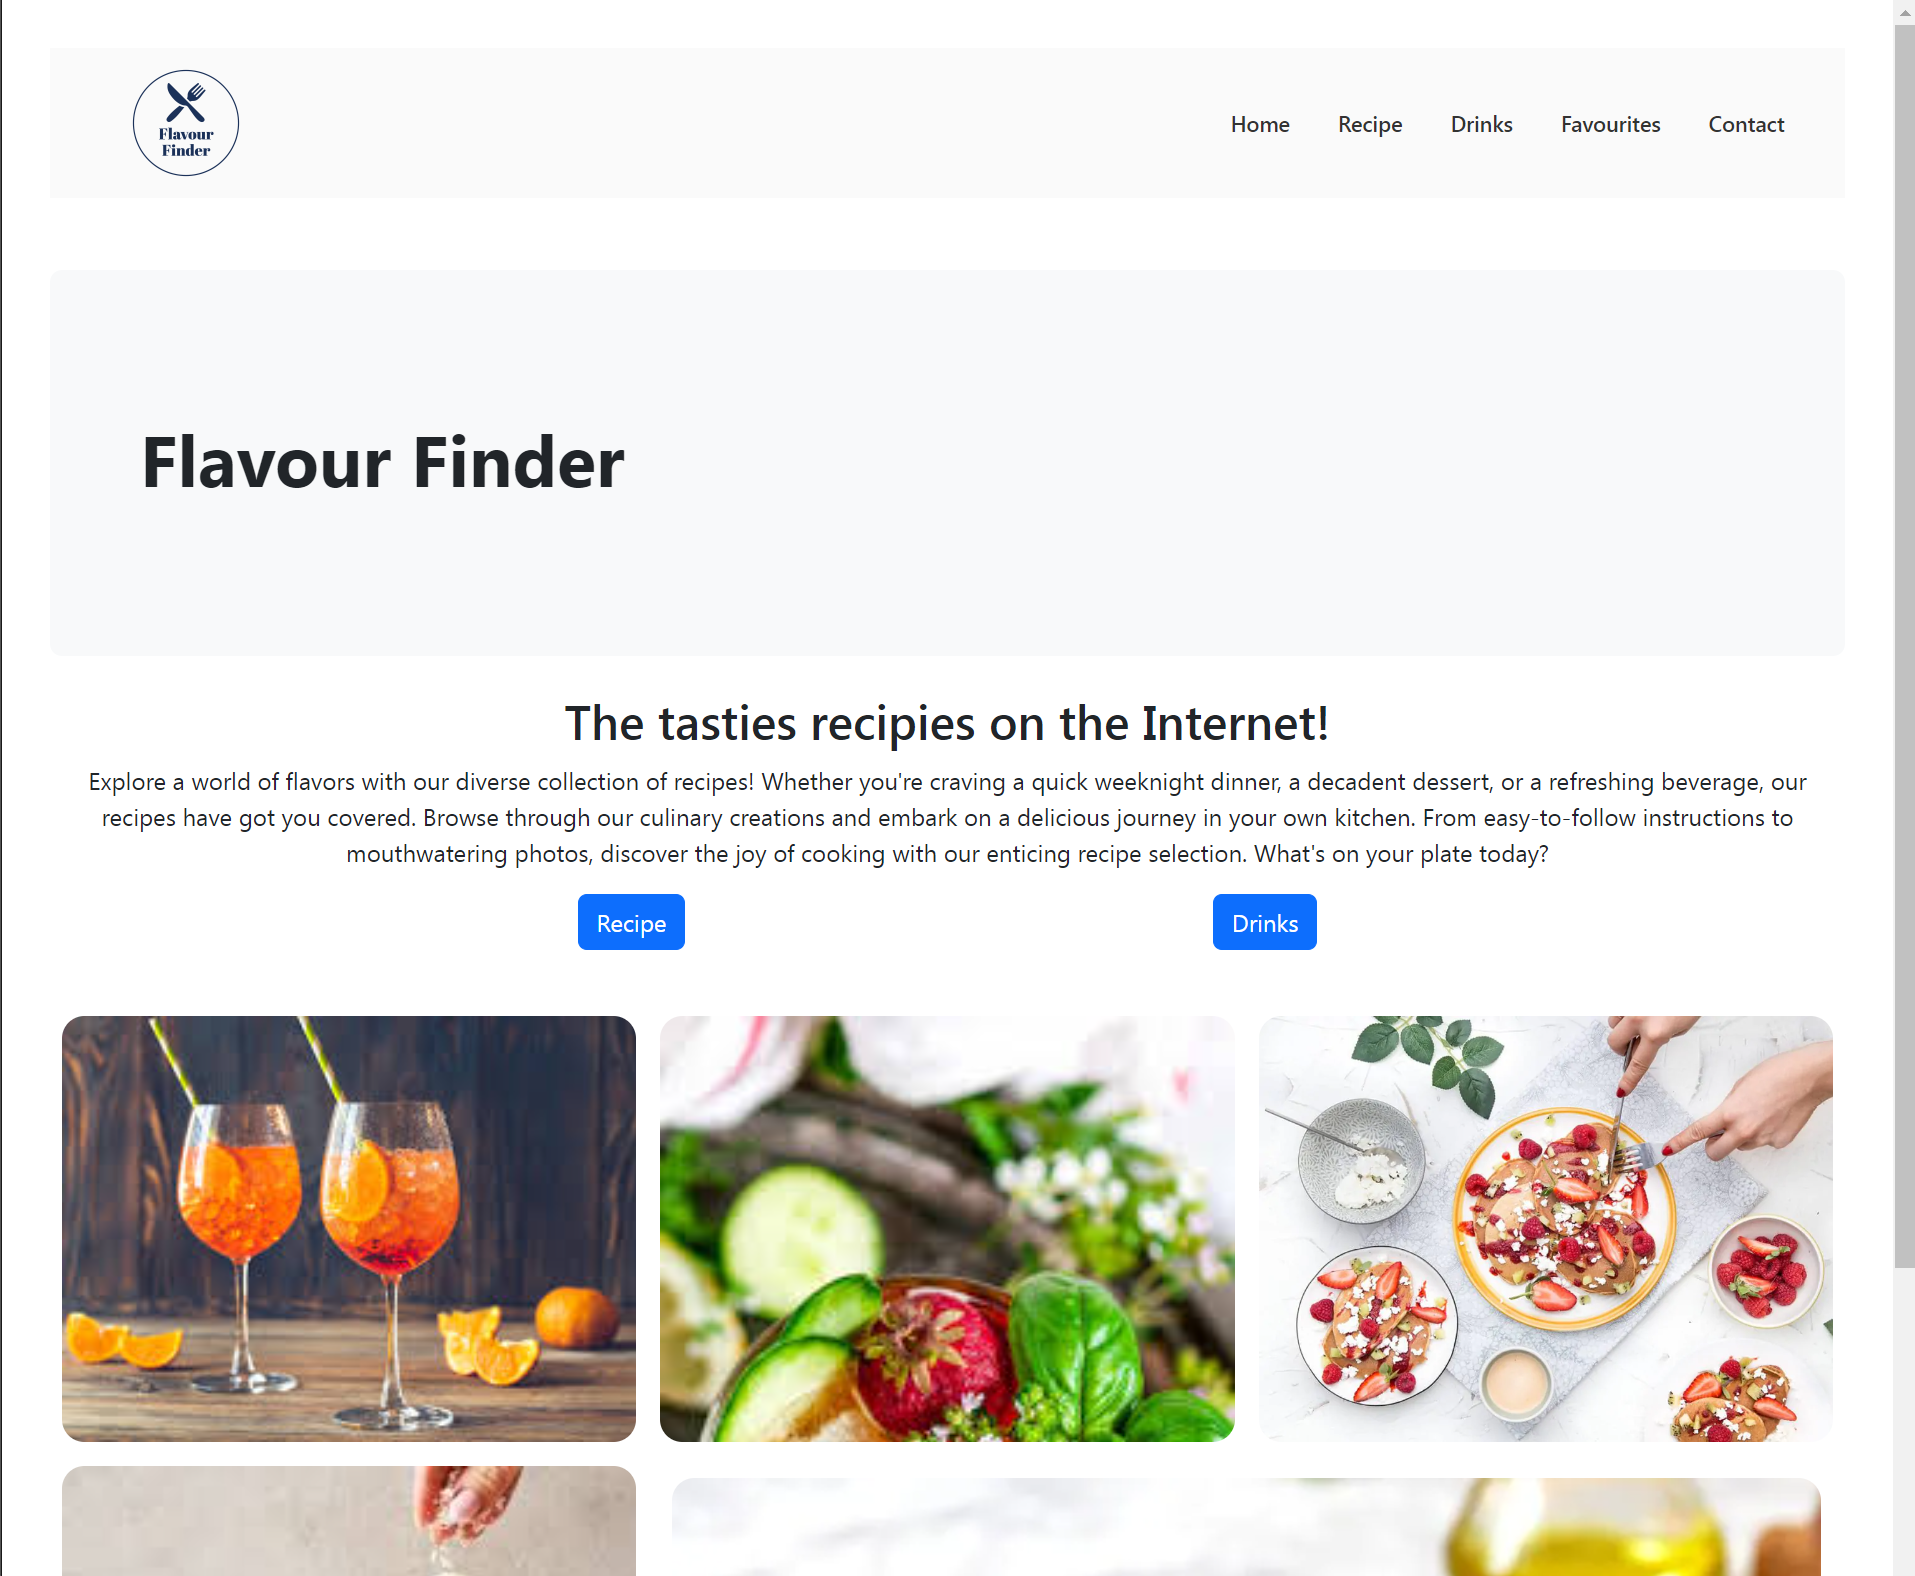 Flavour
Finder
Home Recipe Drinks Favourites Contact
Flavour Finder
The tasties recipies on the Internet!
Explore a world of flavors with our diverse collection of recipes! Whether you're craving a quick weeknight dinner, a decadent dessert, or a refreshing beverage, our
recipes have got you covered. Browse through our culinary creations and embark on a delicious journey in your own kitchen. From easy-to-follow instructions to
mouthwatering photos, discover the joy of cooking with our enticing recipe selection. What's on your plate today?
Recipe Drinks